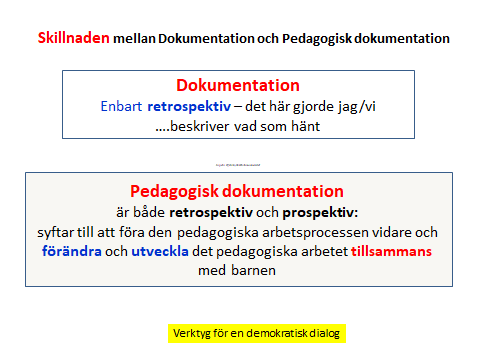 Skillnaden mellan Dokumentation och Pedagogisk dokumentation
Dokumentation
Enbart retrospektiv – det här gjorde jag/vi
….beskriver vad som hänt
Pedagogisk dokumentation
är både retrospektiv och prospektiv:
syftar till att föra den pedagogiska arbetsprocessen vidare och
förändra och utveckla det pedagogiska arbetet tillsammans
med barnen
Verktyg för en demokratisk dialog